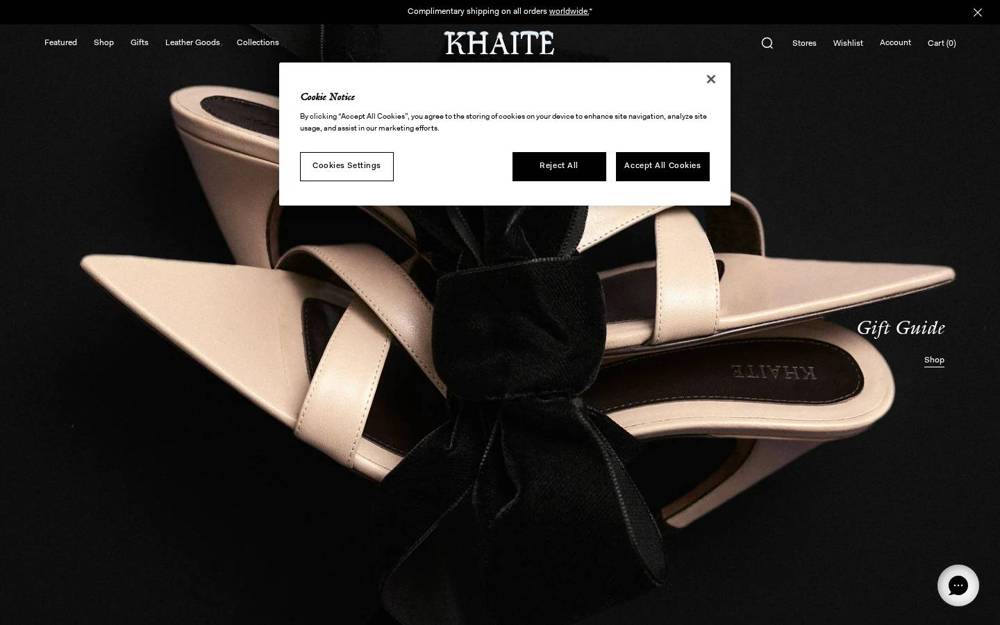 Complimentary shipping on all orders worldwide.*
Featured Shop Gifts Leather Goods Collections
KHAITE
Stores Wishlist Account Cart (0)
Cookie Notice
By clicking “Accept All Cookies”, you agree to the storing of cookies on your device to enhance site navigation, analyze site
usage, and assist in our marketing efforts.
Cookies Settings
Reject All
Accept All Cookies
Gift Guide
Shop
KHAITE